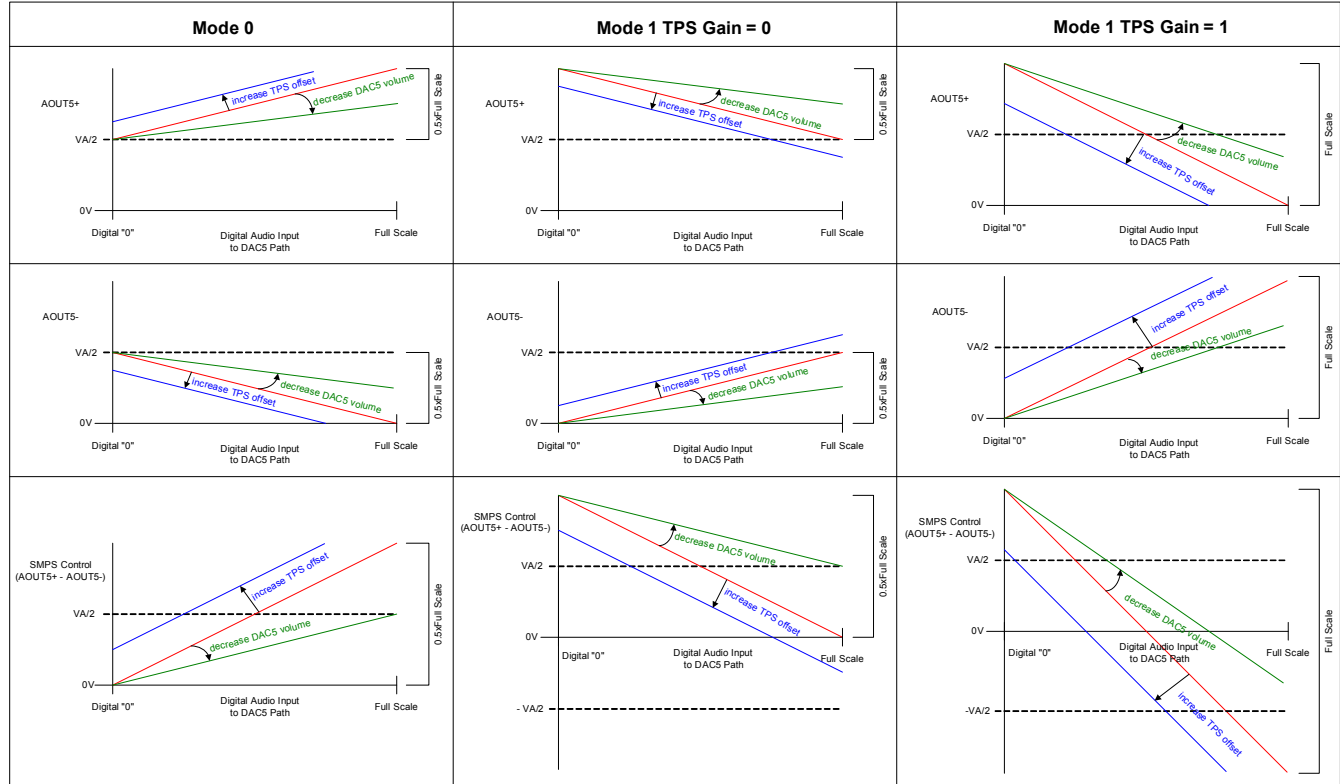 Mode 0
Mode 1 TPS Gain = 0
Mode 1 TPS Gain = 1
AOUT5+
increase TPS offset
decrease DAC5 volume
VA/2
0V
Digital "0"
Digital Audio Input
to DAC5 Path
Full Scale
0.5xFull Scale
AOUT5+
increase TPS offset
decrease DAC5 volume
VA/2
0V
Digital "0"
Digital Audio Input
to DAC5 Path
Full Scale
0.5xFull Scale
AOUT5+
VA/2
decrease DAC5 volume
increase TPS offset
0V
Digital "0"
Digital Audio Input
to DAC5 Path
Full Scale
Full Scale
AOUT5-
VA/2
increase TPS offset
decrease DAC5 volume
0V
Digital "0"
Digital Audio Input
to DAC5 Path
Full Scale
0.5xFull Scale
AOUT5-
VA/2
increase TPS offset
decrease DAC5 volume
0V
Digital "0"
Digital Audio Input
to DAC5 Path
Full Scale
0.5xFull Scale
AOUT5-
increase TPS offset
VA/2
decrease DAC5 volume
0V
Digital "0"
Digital Audio Input
to DAC5 Path
Full Scale
Full Scale
SMPS Control
(AOUT5+ - AOUT5-)
increase TPS offset
VA/2
decrease DAC5 volume
0V
Digital "0"
Digital Audio Input
to DAC5 Path
Full Scale
0.5xFull Scale
SMPS Control
(AOUT5+ - AOUT5-)
decrease DAC5 volume
VA/2
increase TPS offset
0V
Digital "0"
Digital Audio Input
to DAC5 Path
Full Scale
- VA/2
0.5xFull Scale
SMPS Control
(AOUT5+ - AOUT5-)
VA/2
decrease DAC5 volume
0V
Digital "0"
Digital Audio Input
to DAC5 Path
Full Scale
increase TPS offset
-VA/2
Full Scale